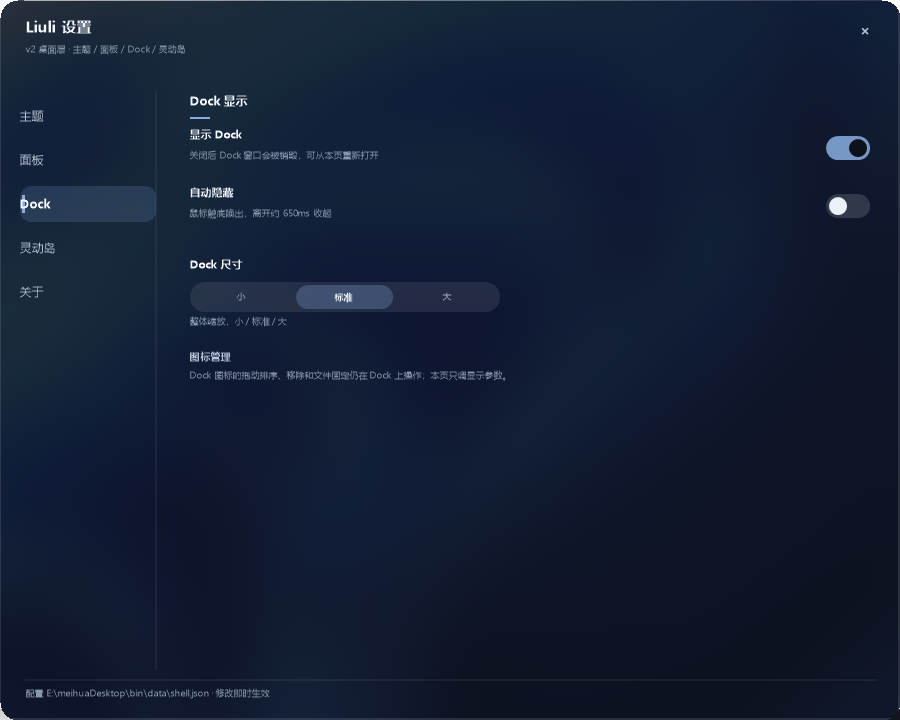 Liuli 设置
v2 桌面层 · 主题 / 面板 / Dock / 灵动岛
×
主题
面板
Dock
灵动岛
关于
Dock 显示
显示 Dock
关闭后 Dock 窗口会被销毁，可从本页重新打开
自动隐藏
鼠标触底唤出，离开约 650ms 收起
Dock 尺寸
小 标准 大
整体缩放，小 / 标准 / 大
图标管理
Dock 图标的拖动排序、移除和文件固定仍在 Dock 上操作；本页只调显示参数。
配置 E:\meihuaDesktop\bin\data\shell.json · 修改即时生效